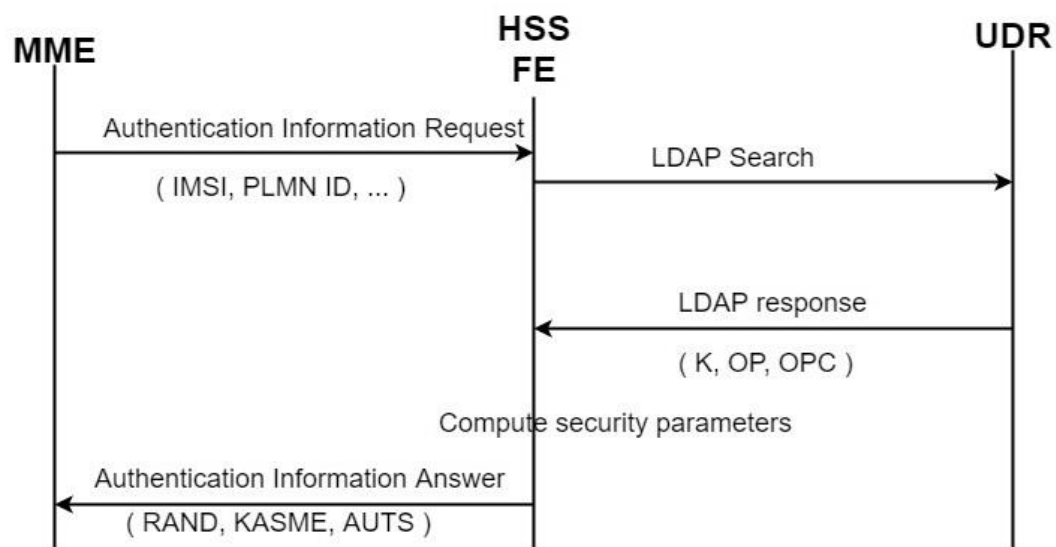 MME
HSS
FE
UDR
Authentication Information Request
( IMSI, PLMN ID, ... )
LDAP Search
LDAP response
( K, OP, OPC )
Compute security parameters
Authentication Information Answer
( RAND, KASME, AUTS )